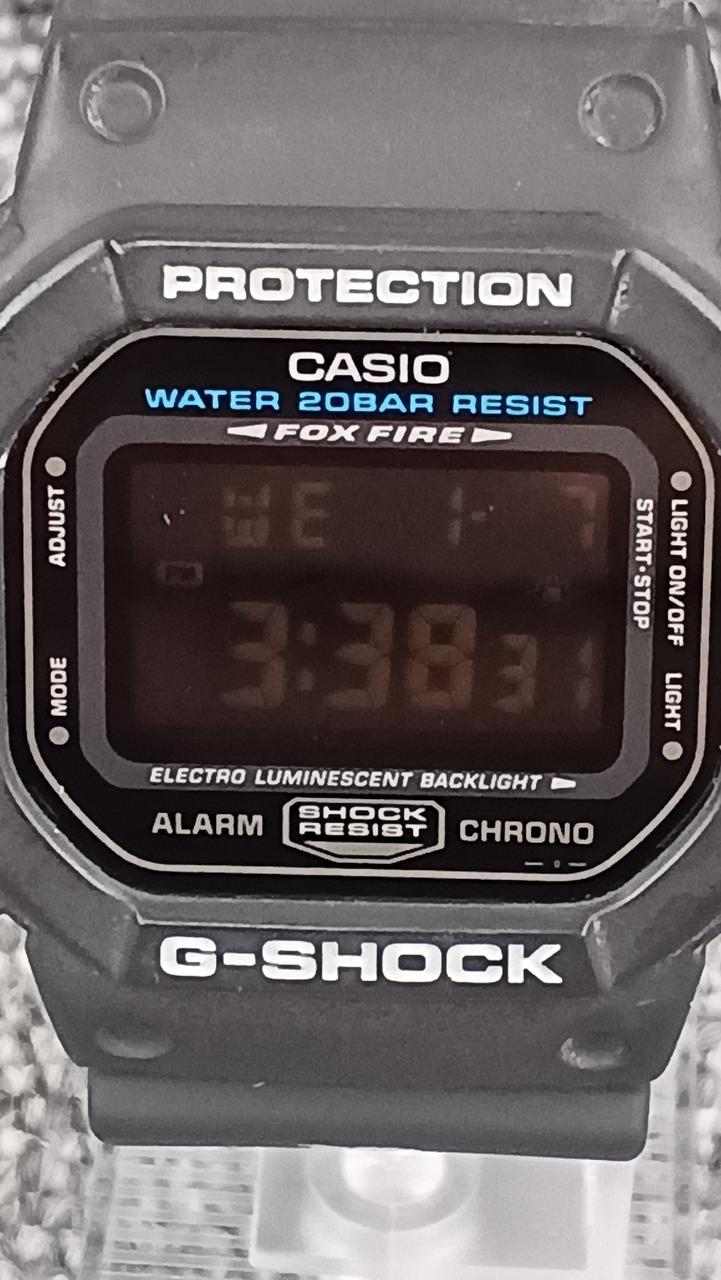 PROTECTION
CASIO
WATER 20BAR RESIST
FOX FIRE
ADJUST
LIGHT ON/OFF
START•STOP
WE 1-7
3:38 31
MODE
LIGHT
ELECTRO LUMINESCENT BACKLIGHT
ALARM
SHOCK
RESIST
CHRONO
G-SHOCK